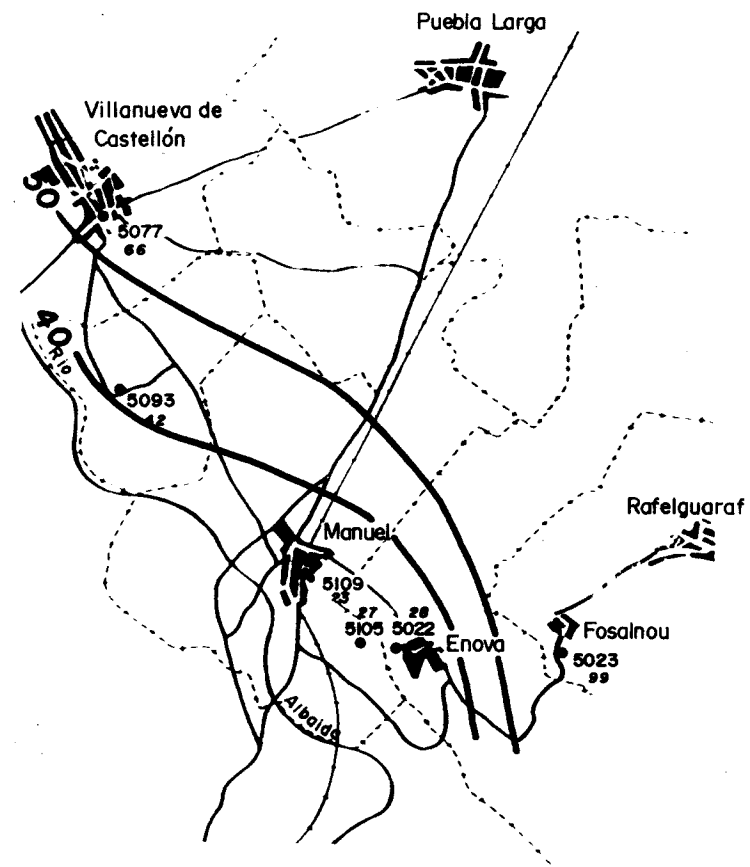 Puebla Larga
Villanueva de
Castellón
50
5077
66
40
Rio
5093
42
Rafelguaraf
Manuel
5109
23
27
28
5105
5022
Enova
Fosalnou
5023
99
Albaida